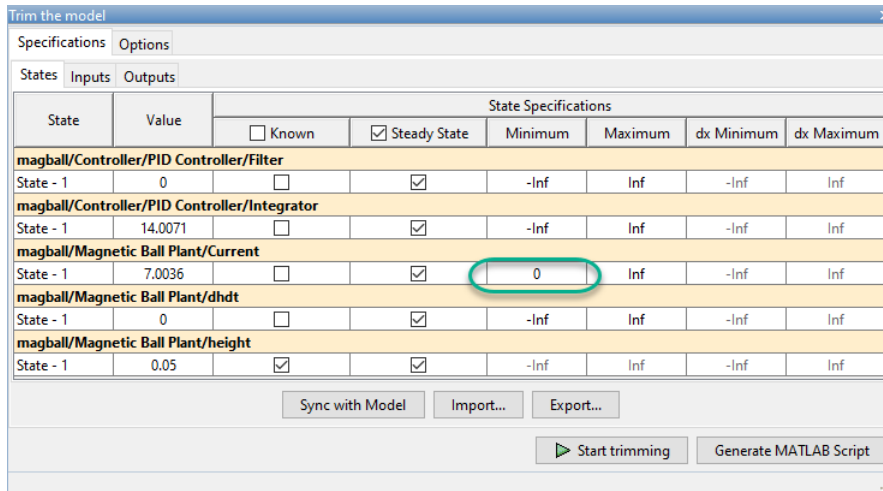 Trim the model
Specifications Options
States Inputs Outputs
State Value State Specifications
Known Steady State Minimum Maximum dx Minimum dx Maximum
magball/Controller/PID Controller/Filter
State - 1 0 -Inf Inf -Inf Inf
magball/Controller/PID Controller/Integrator
State - 1 14.0071 -Inf Inf -Inf Inf
magball/Magnetic Ball Plant/Current
State - 1 7.0036 0 Inf -Inf Inf
magball/Magnetic Ball Plant/dhdt
State - 1 0 -Inf Inf -Inf Inf
magball/Magnetic Ball Plant/height
State - 1 0.05 -Inf Inf -Inf Inf
Sync with Model Import... Export...
Start trimming Generate MATLAB Script